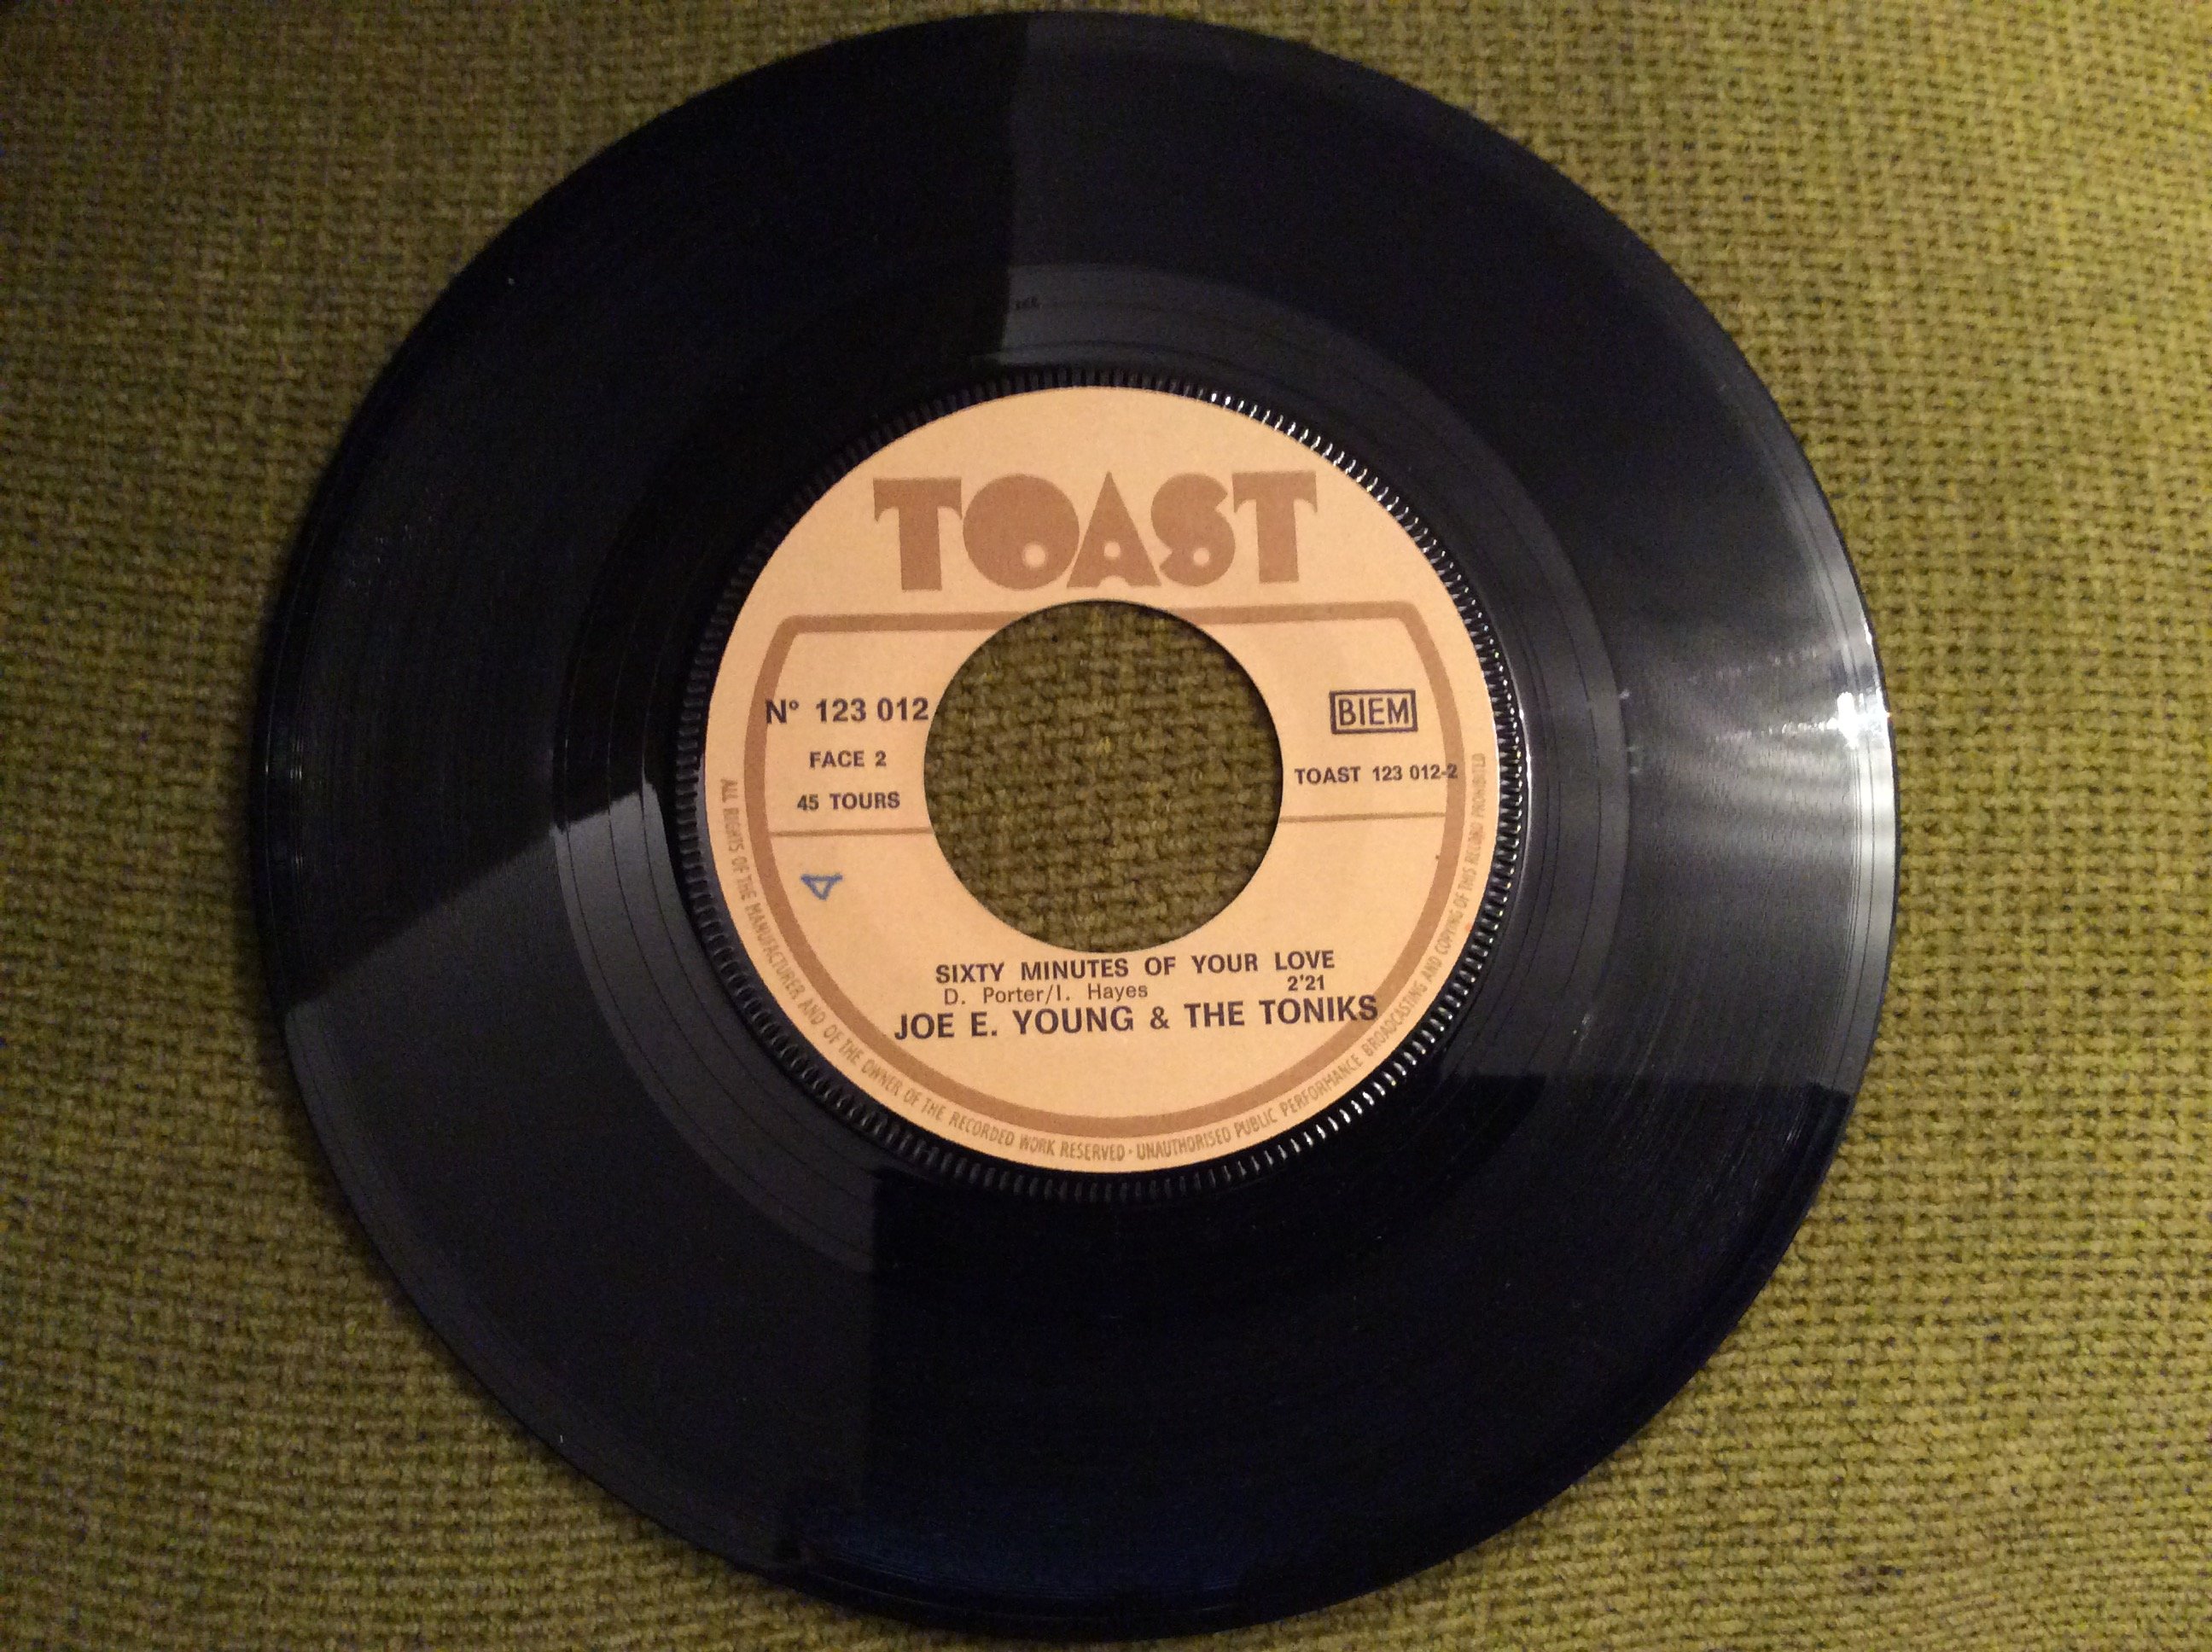 TOAST
N° 123 012
FACE 2
45 TOURS
BIEM
TOAST 123 012-2
SIXTY MINUTES OF YOUR LOVE
D. Porter/I. Hayes 2'21
JOE E. YOUNG & THE TONIKS
ALL RIGHTS OF THE MANUFACTURER AND OF THE OWNER OF THE RECORDED WORK RESERVED · UNAUTHORISED PUBLIC PERFORMANCE BROADCASTING AND COPYING OF THIS RECORD PROHIBITED